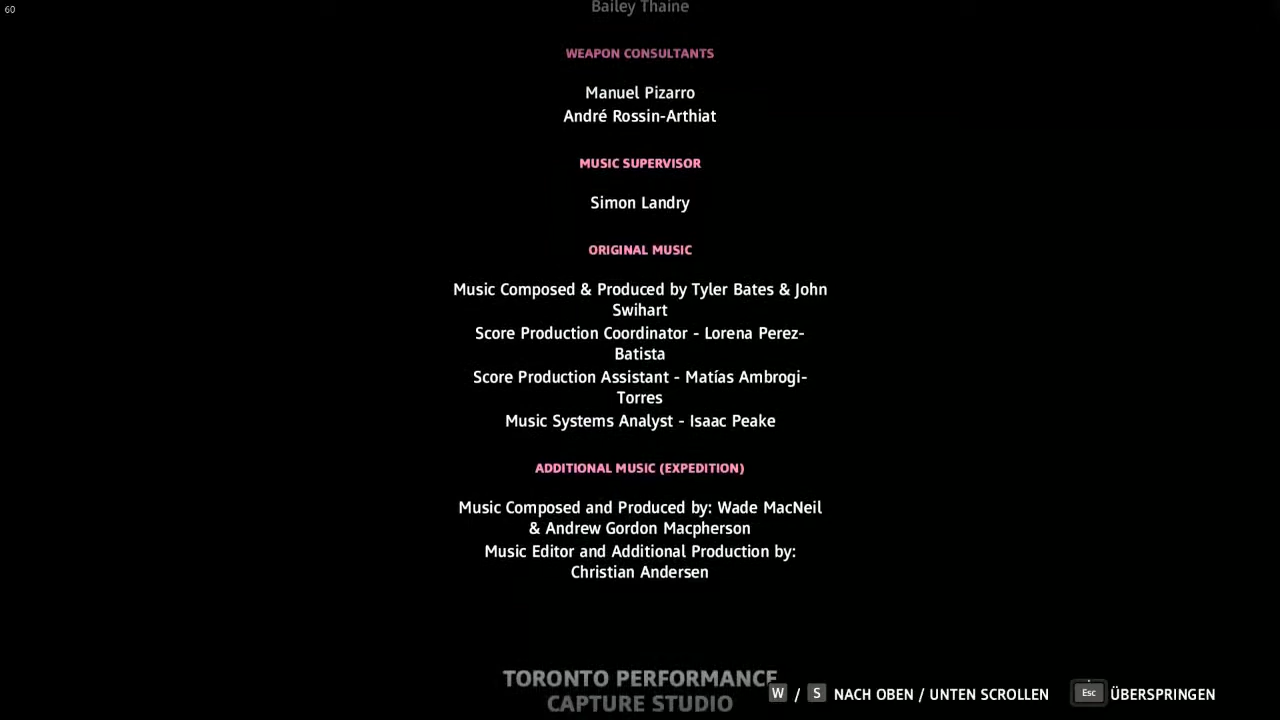 60
Bailey Thaine
WEAPON CONSULTANTS
Manuel Pizarro
André Rossin-Arthiat
MUSIC SUPERVISOR
Simon Landry
ORIGINAL MUSIC
Music Composed & Produced by Tyler Bates & John
Swihart
Score Production Coordinator - Lorena Perez-
Batista
Score Production Assistant - Matías Ambrogi-
Torres
Music Systems Analyst - Isaac Peake
ADDITIONAL MUSIC (EXPEDITION)
Music Composed and Produced by: Wade MacNeil
& Andrew Gordon Macpherson
Music Editor and Additional Production by:
Christian Andersen
TORONTO PERFORMANCE
CAPTURE STUDIO
W / S NACH OBEN / UNTEN SCROLLEN Esc ÜBERSPRINGEN